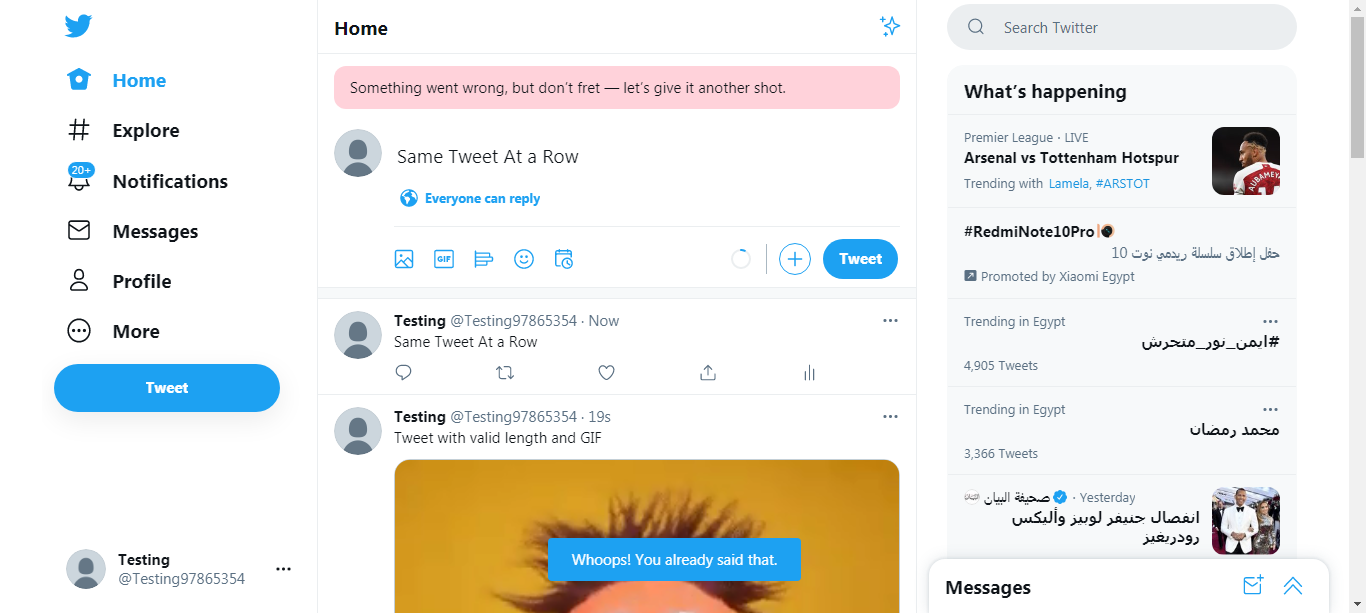 Home
Explore
20+
Notifications
Messages
Profile
More
Tweet
Testing
@Testing97865354
Home
Something went wrong, but don't fret — let's give it another shot.
Same Tweet At a Row
Everyone can reply
GIF
Tweet
Testing @Testing97865354 · Now
Same Tweet At a Row
Testing @Testing97865354 · 19s
Tweet with valid length and GIF
Whoops! You already said that.
Search Twitter
What's happening
Premier League · LIVE
Arsenal vs Tottenham Hotspur
Trending with Lamela, #ARSTOT
AUBAMEYA
#RedmiNote10Pro
حفل إطلاق سلسلة ريدمي نوت 10
Promoted by Xiaomi Egypt
Trending in Egypt
#ايمن_نور_متحرش
4,905 Tweets
Trending in Egypt
محمد رمضان
3,366 Tweets
صحيفة البيان · Yesterday
انفصال جنيفر لوبيز وأليكس
رودريغيز
Messages